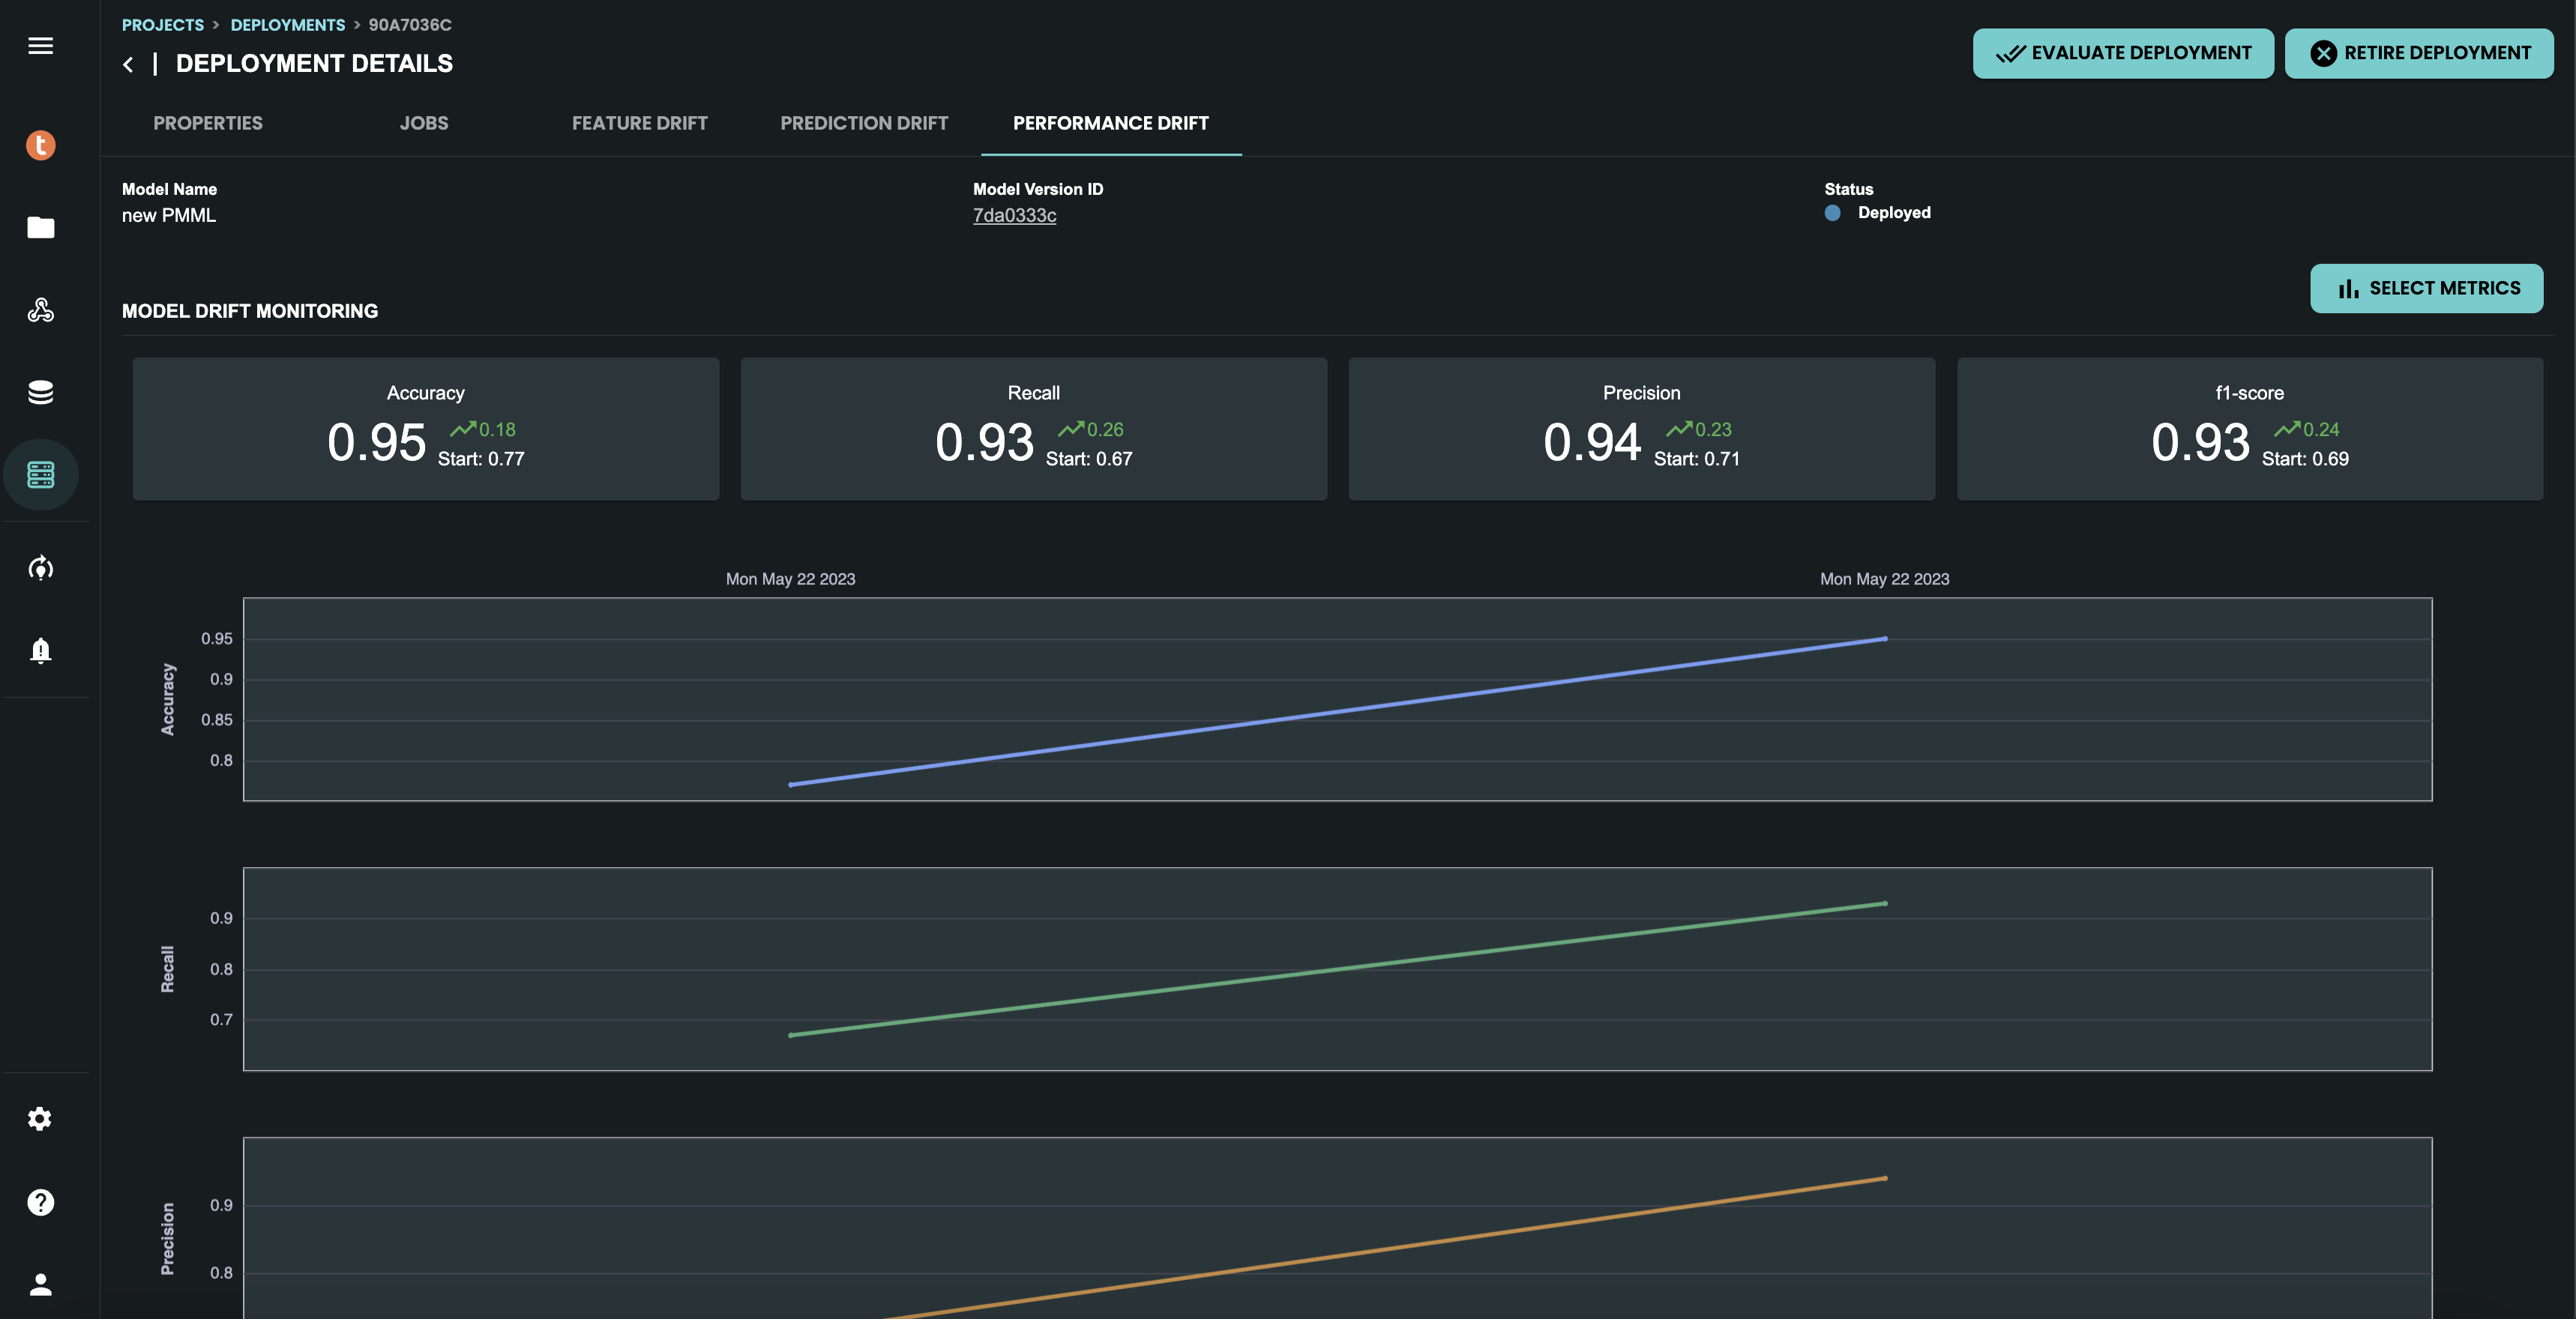 PROJECTS > DEPLOYMENTS > 90A7036C
< | DEPLOYMENT DETAILS
EVALUATE DEPLOYMENT
RETIRE DEPLOYMENT
PROPERTIES JOBS FEATURE DRIFT PREDICTION DRIFT PERFORMANCE DRIFT
t
Model Name
new PMML
Model Version ID
7da0333c
Status
Deployed
SELECT METRICS
MODEL DRIFT MONITORING
Accuracy
0.95
0.18
Start: 0.77
Recall
0.93
0.26
Start: 0.67
Precision
0.94
0.23
Start: 0.71
f1-score
0.93
0.24
Start: 0.69
Mon May 22 2023 Mon May 22 2023
Accuracy
0.95
0.9
0.85
0.8
Recall
0.9
0.8
0.7
Precision
0.9
0.8